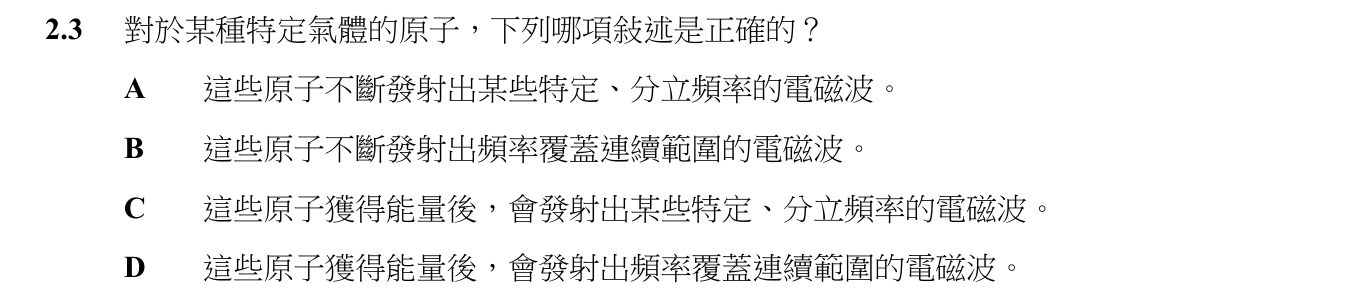 2.3 對於某種特定氣體的原子，下列哪項敍述是正確的？
A 這些原子不斷發射出某些特定、分立頻率的電磁波。
B 這些原子不斷發射出頻率覆蓋連續範圍的電磁波。
C 這些原子獲得能量後，會發射出某些特定、分立頻率的電磁波。
D 這些原子獲得能量後，會發射出頻率覆蓋連續範圍的電磁波。